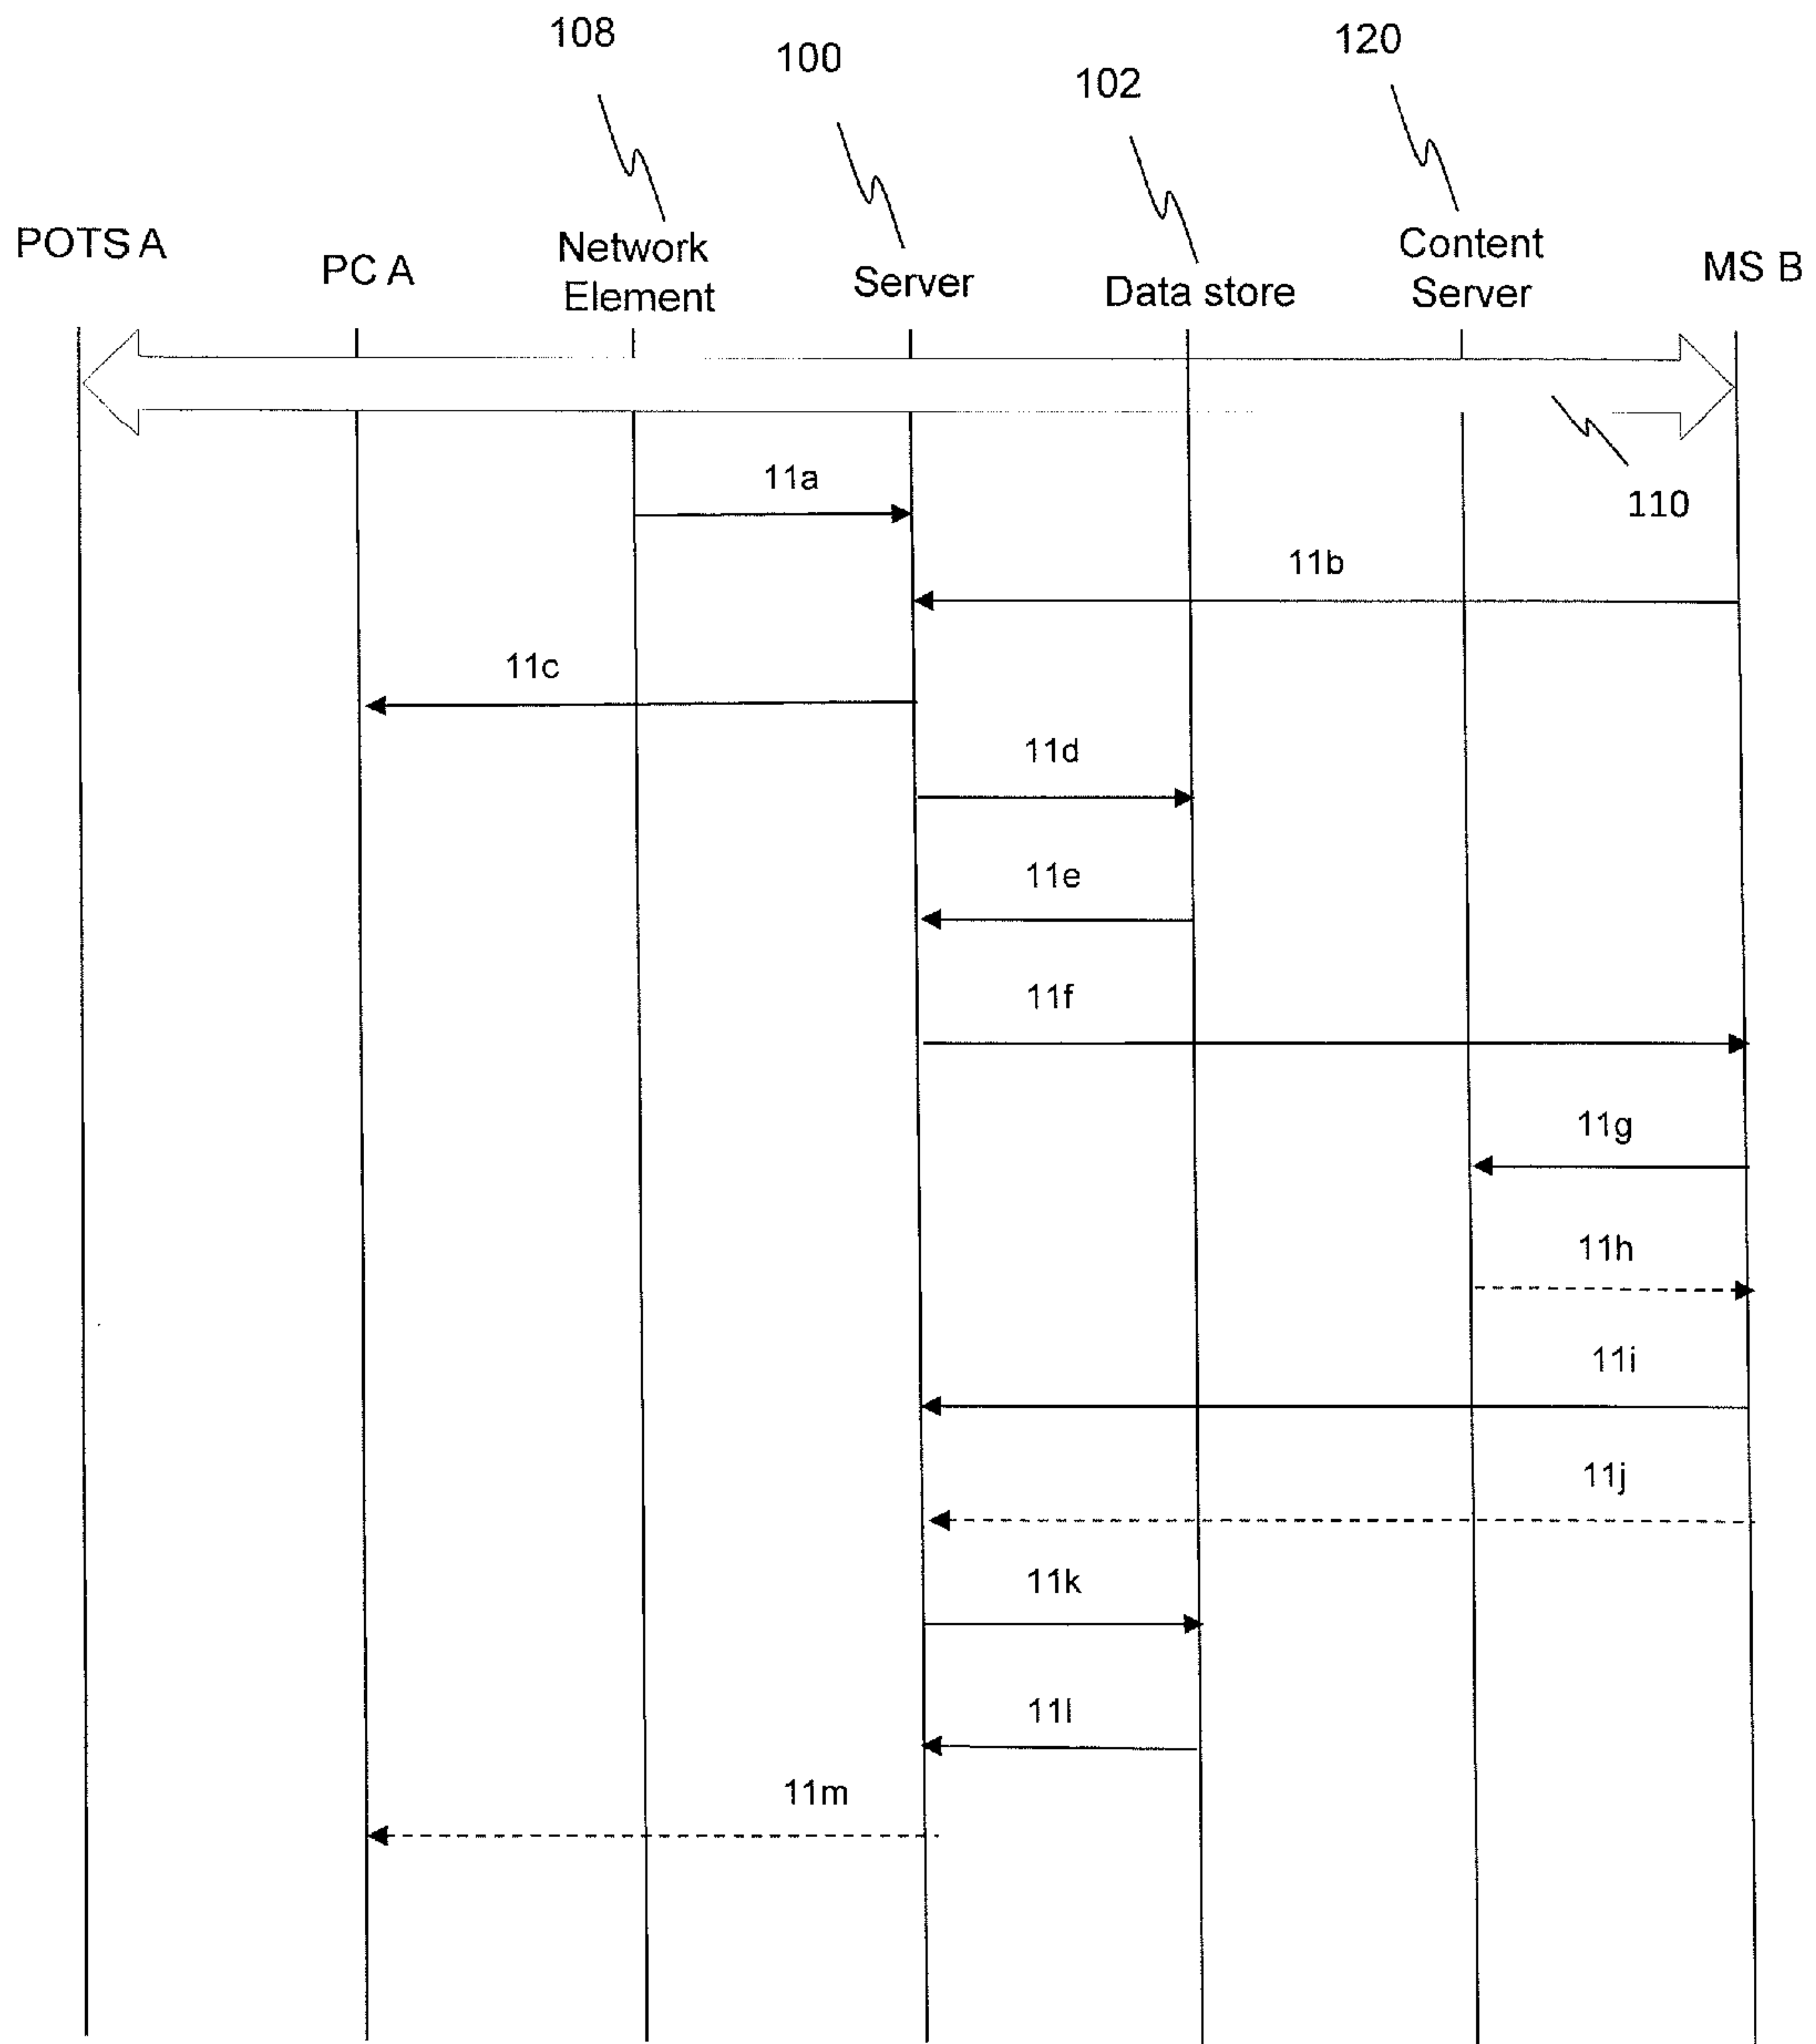 108
100
102
120
POTS A
PC A
Network
Element
Server
Data store
Content
Server
MS B
110
11a
11b
11c
11d
11e
11f
11g
11h
11i
11j
11k
11l
11m